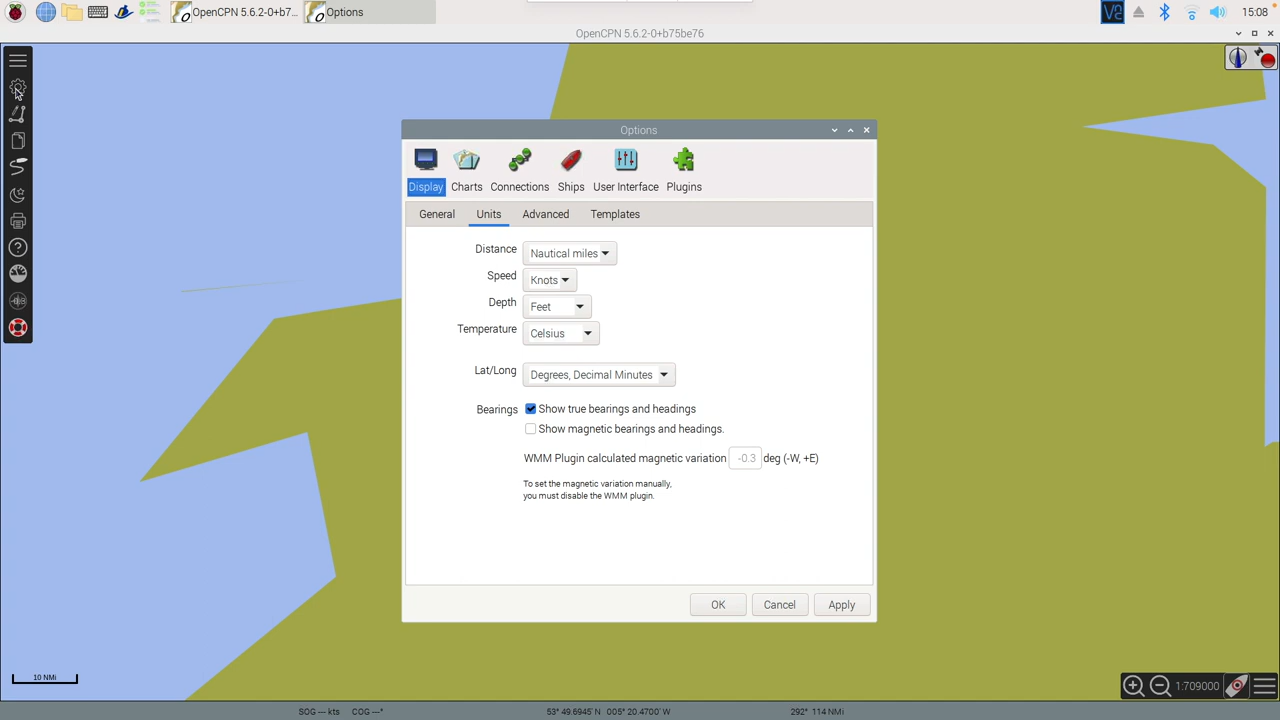 OpenCPN 5.6.2-0+b7...
Options
15:08
OpenCPN 5.6.2-0+b75be76
Options
Display
Charts
Connections
Ships
User Interface
Plugins
General
Units
Advanced
Templates
Distance
Nautical miles
Speed
Knots
Depth
Feet
Temperature
Celsius
Lat/Long
Degrees, Decimal Minutes
Bearings
Show true bearings and headings
Show magnetic bearings and headings.
WMM Plugin calculated magnetic variation -0.3 deg (-W, +E)
To set the magnetic variation manually,
you must disable the WMM plugin.
OK
Cancel
Apply
10 NMi
1:709000
SOG --- kts COG ---° 53° 49.6945' N 005° 20.4700' W 292° 114 NMi